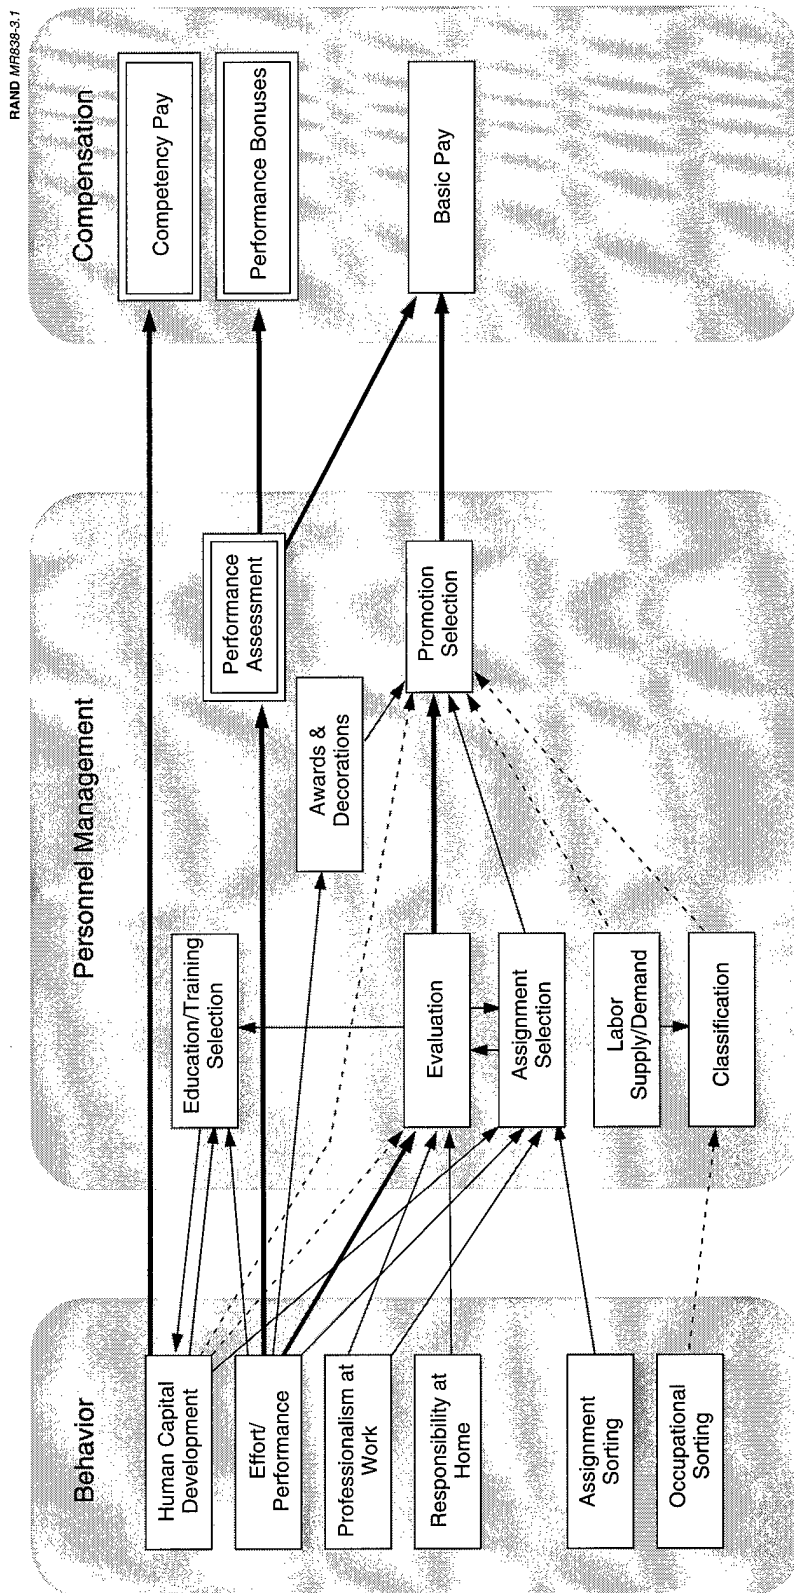 RAND MR838-3.1
Behavior
Human Capital
Development
Effort/
Performance
Professionalism at
Work
Responsibility at
Home
Assignment
Sorting
Occupational
Sorting
Personnel Management
Education/Training
Selection
Performance
Assessment
Awards &
Decorations
Evaluation
Promotion
Selection
Assignment
Selection
Labor
Supply/Demand
Classification
Compensation
Competency Pay
Performance Bonuses
Basic Pay